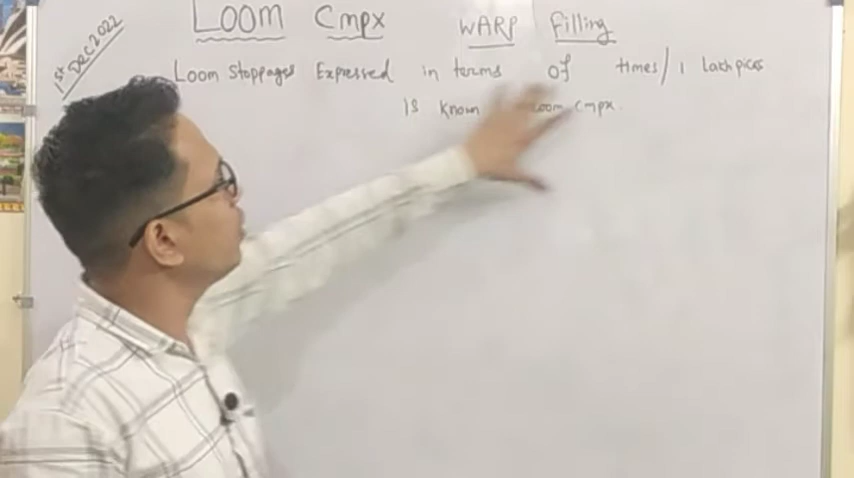 1st DEC 2022
LOOM Cmpx WARP Filling
Loom Stoppages Expressed in terms of times/1 Lakh picks
Is known Loom Cmpx.